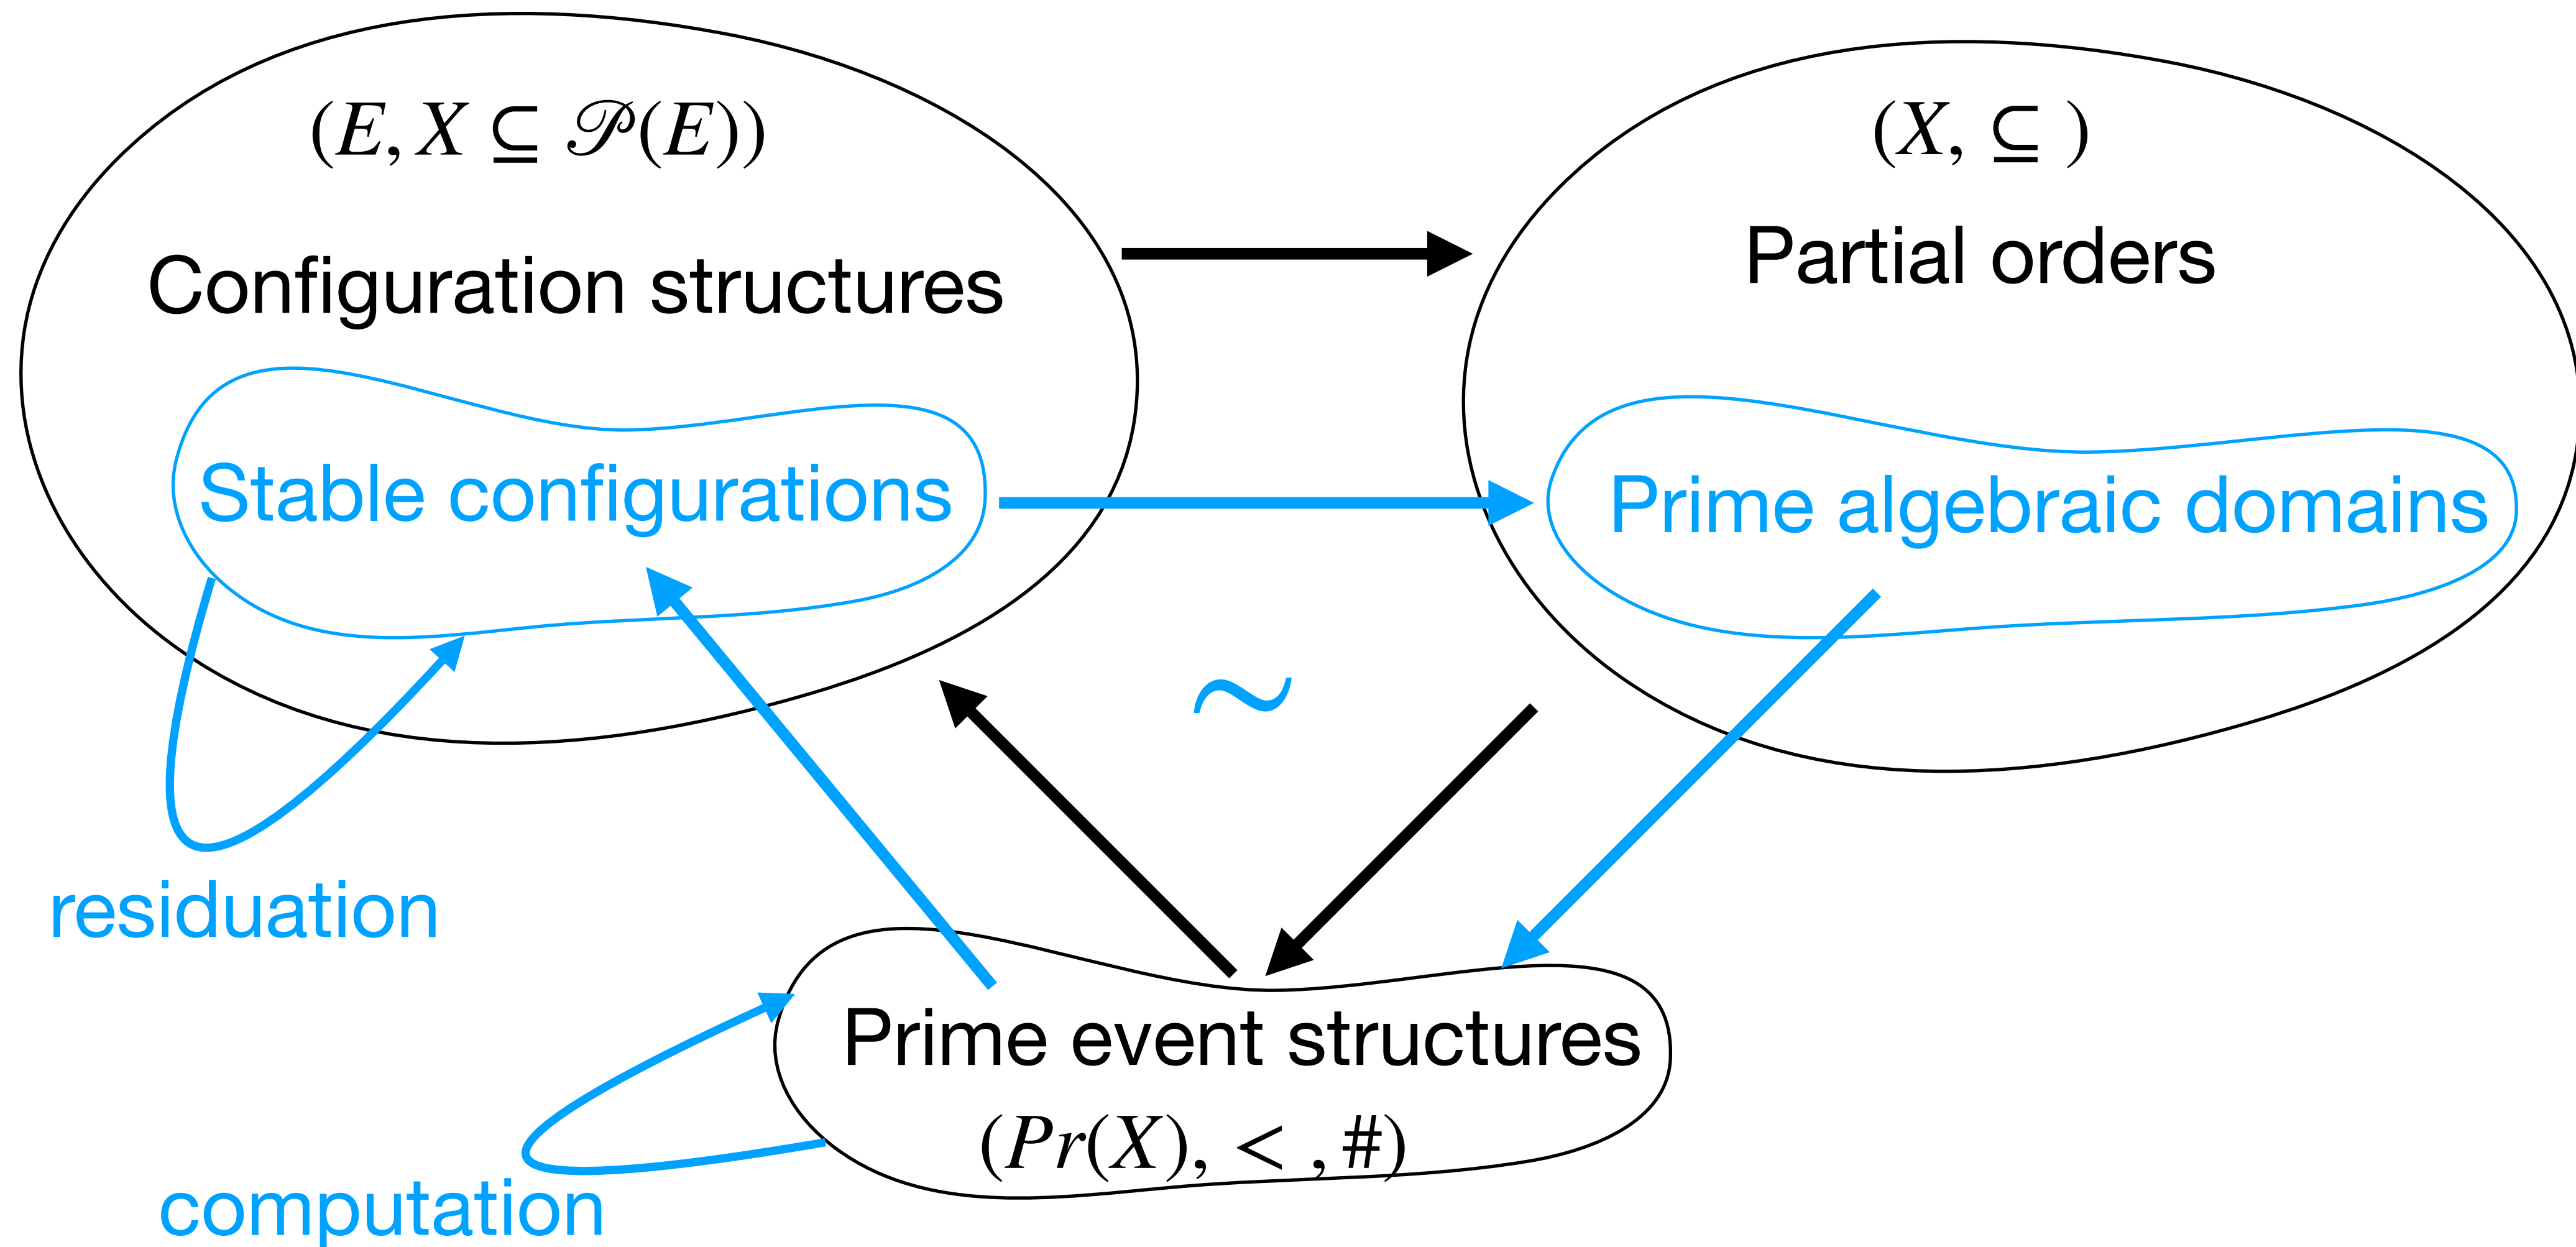 (E, X ⊆ 𝒫(E))
Configuration structures
Stable configurations
(X, ⊆ )
Partial orders
Prime algebraic domains
~
residuation
Prime event structures
(Pr(X), < , #)
computation